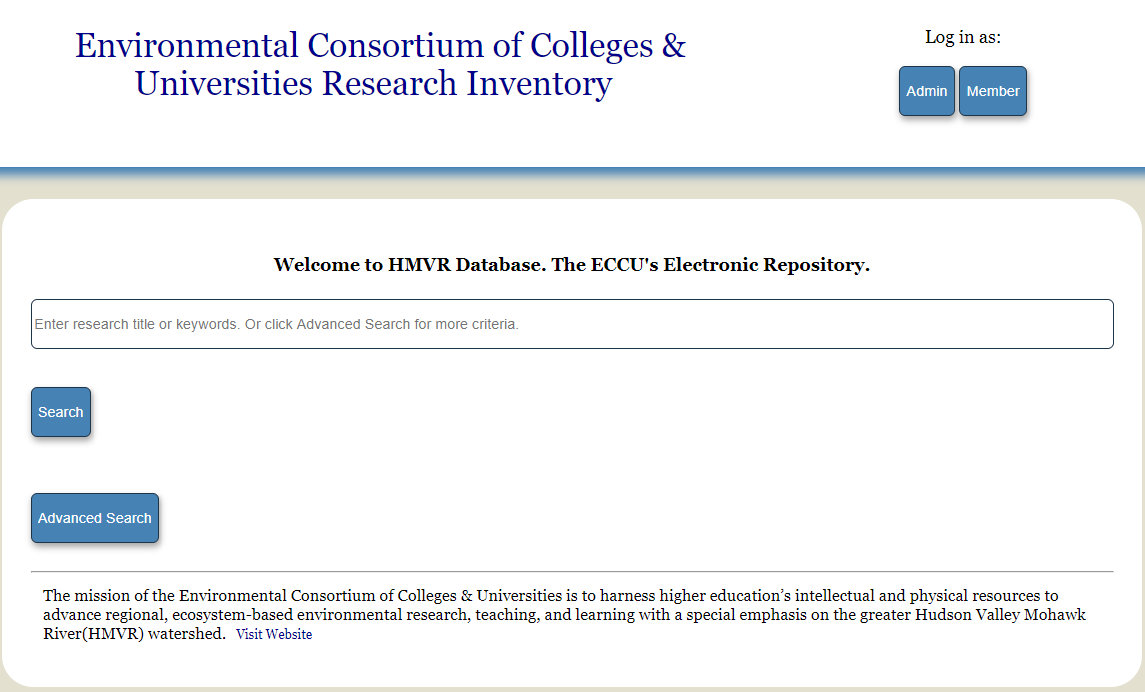 Environmental Consortium of Colleges &
Universities Research Inventory
Log in as:
Admin Member
Welcome to HMVR Database. The ECCU's Electronic Repository.
Enter research title or keywords. Or click Advanced Search for more criteria.
Search
Advanced Search
The mission of the Environmental Consortium of Colleges & Universities is to harness higher education’s intellectual and physical resources to
advance regional, ecosystem-based environmental research, teaching, and learning with a special emphasis on the greater Hudson Valley Mohawk
River(HMVR) watershed. Visit Website